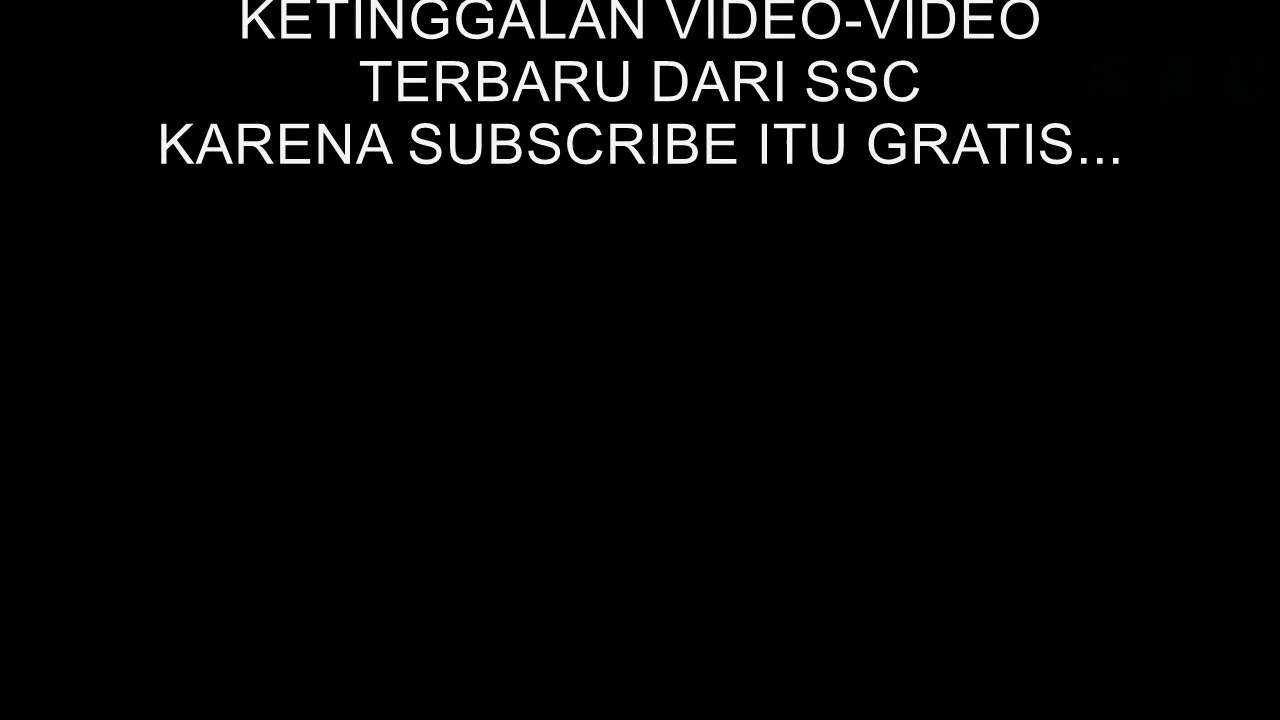 KETINGGALAN VIDEO-VIDEO
TERBARU DARI SSC
KARENA SUBSCRIBE ITU GRATIS...